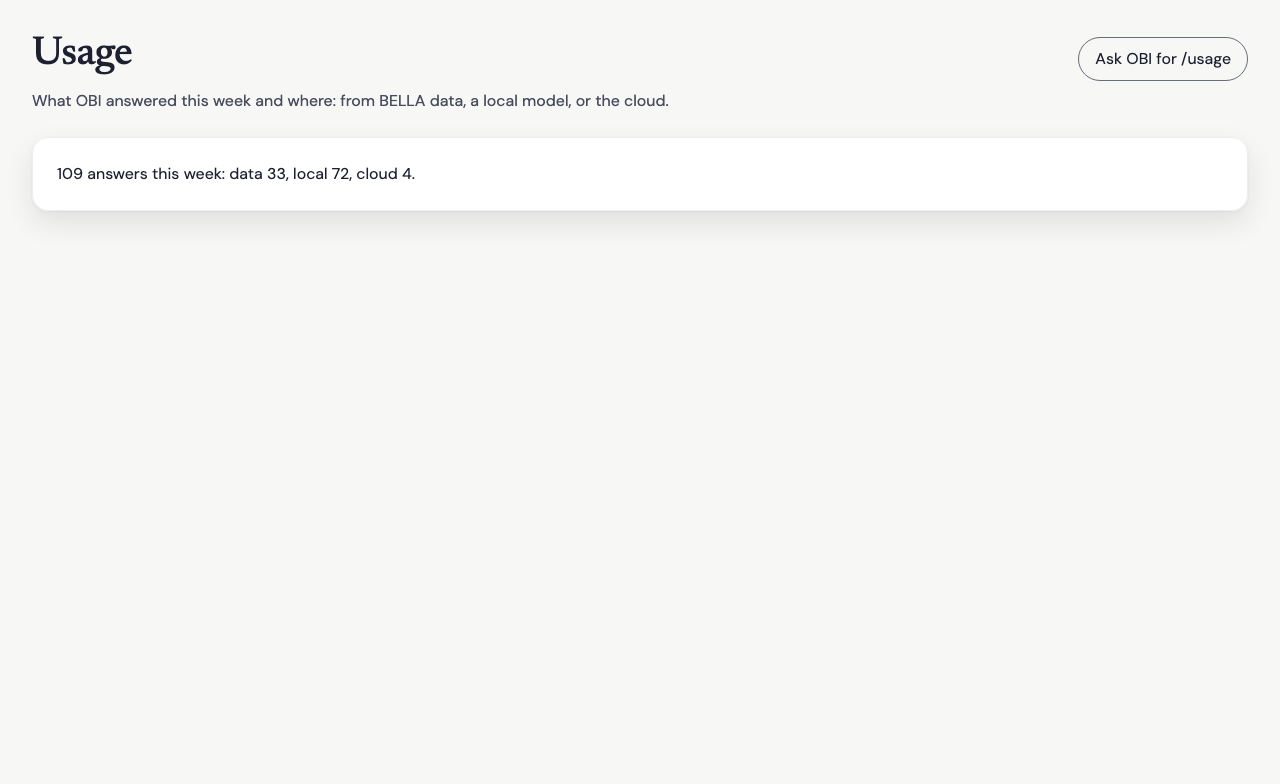 Usage
Ask OBI for /usage
What OBI answered this week and where: from BELLA data, a local model, or the cloud.
109 answers this week: data 33, local 72, cloud 4.